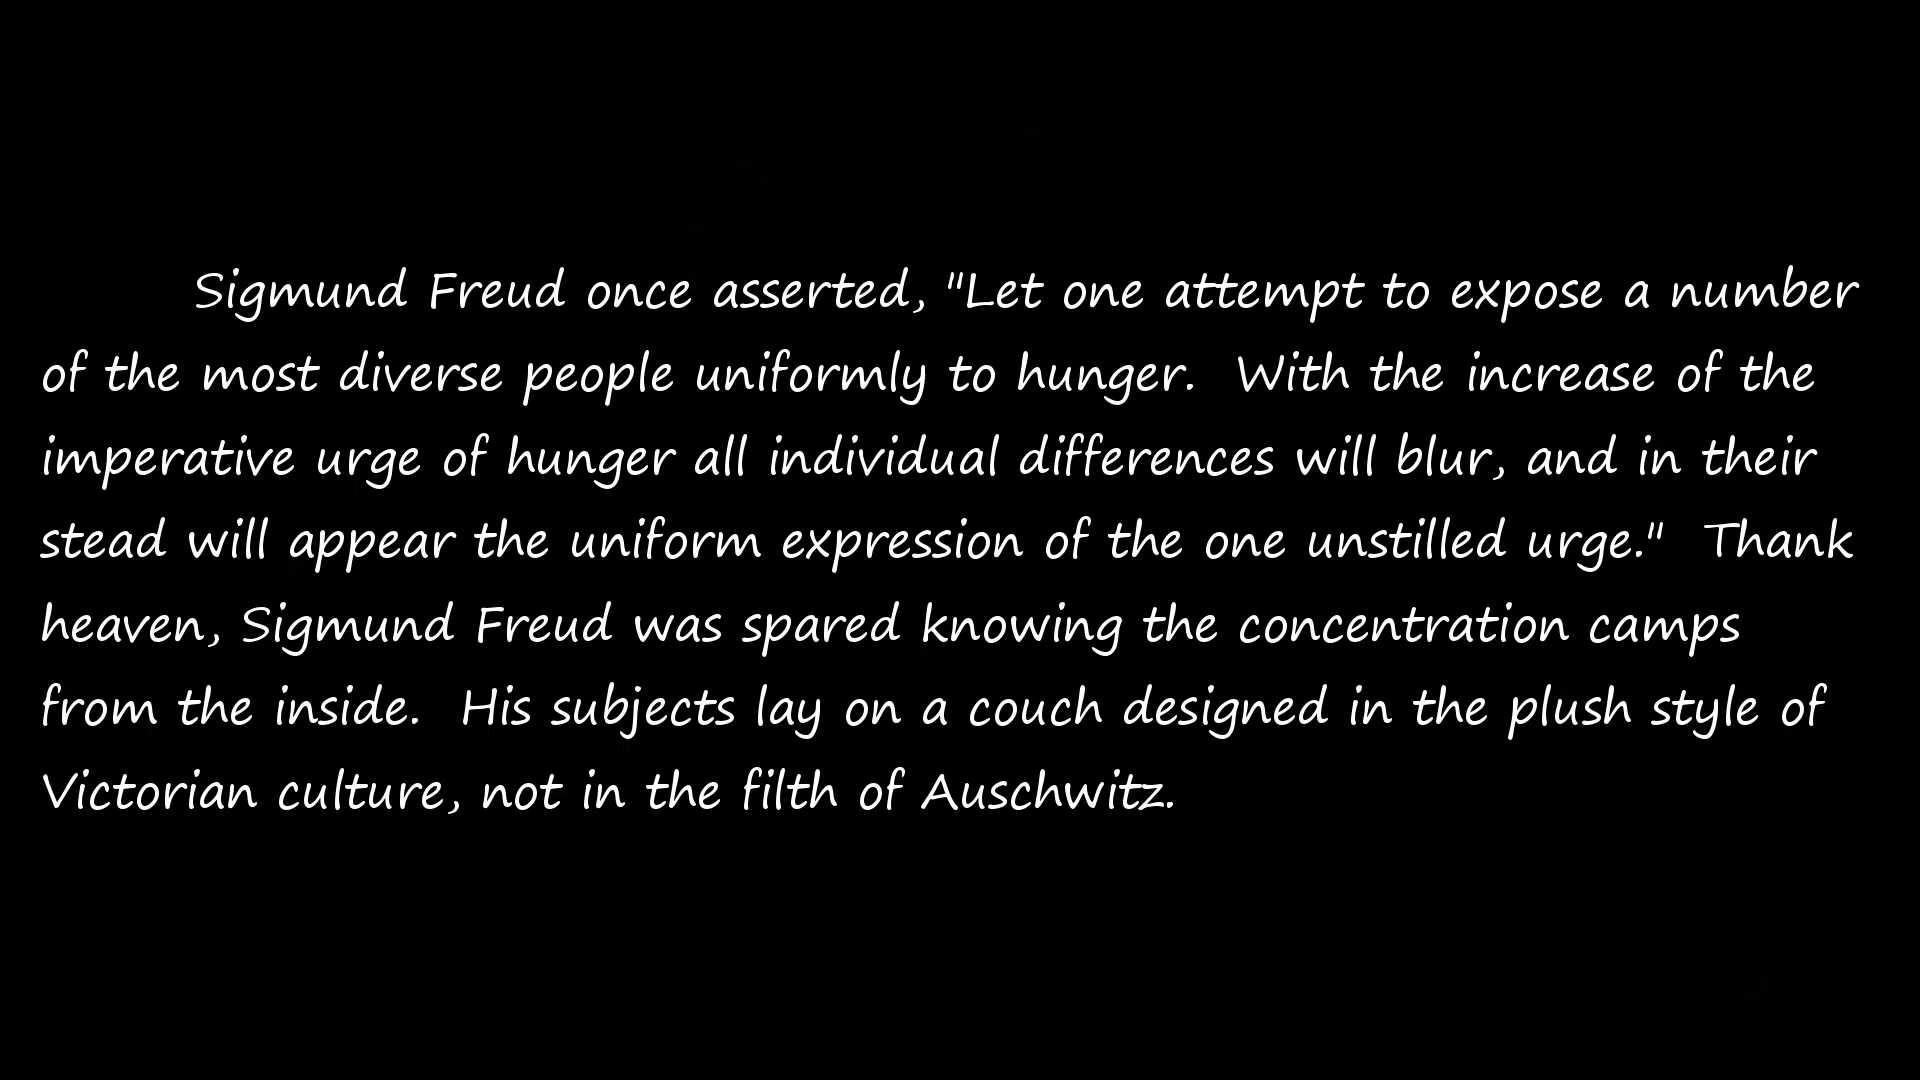 Sigmund Freud once asserted, "Let one attempt to expose a number
of the most diverse people uniformly to hunger.  With the increase of the
imperative urge of hunger all individual differences will blur, and in their
stead will appear the uniform expression of the one unstilled urge."  Thank
heaven, Sigmund Freud was spared knowing the concentration camps
from the inside.  His subjects lay on a couch designed in the plush style of
Victorian culture, not in the filth of Auschwitz.